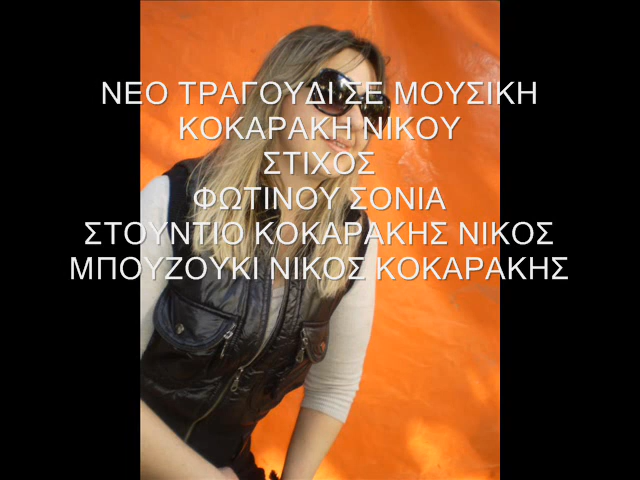 ΝΕΟ ΤΡΑΓΟΥΔΙ ΣΕ ΜΟΥΣΙΚΗ
ΚΟΚΑΡΑΚΗ ΝΙΚΟΥ
ΣΤΙΧΟΣ
ΦΩΤΙΝΟΥ ΣΟΝΙΑ
ΣΤΟΥΝΤΙΟ ΚΟΚΑΡΑΚΗΣ ΝΙΚΟΣ
ΜΠΟΥΖΟΥΚΙ ΝΙΚΟΣ ΚΟΚΑΡΑΚΗΣ